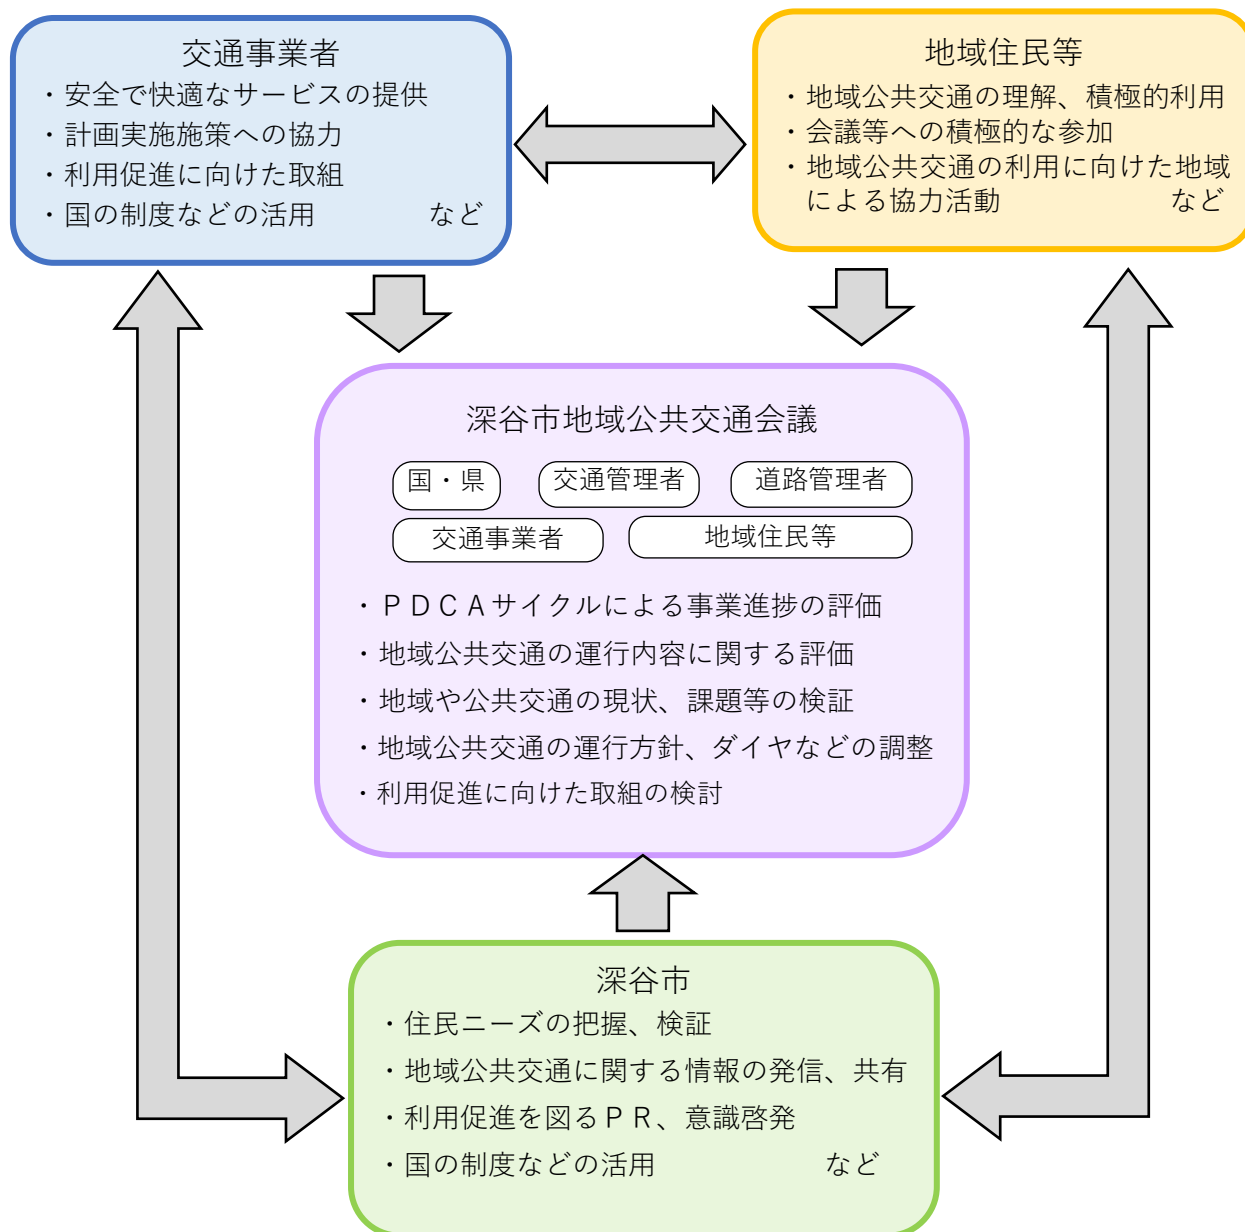 交通事業者
・安全で快適なサービスの提供
・計画実施施策への協力
・利用促進に向けた取組
・国の制度などの活用　　　　など
地域住民等
・地域公共交通の理解、積極的利用
・会議等への積極的な参加
・地域公共交通の利用に向けた地域
による協力活動　　　　　　など
深谷市地域公共交通会議
国・県
交通管理者
道路管理者
交通事業者
地域住民等
・ＰＤＣＡサイクルによる事業進捗の評価
・地域公共交通の運行内容に関する評価
・地域や公共交通の現状、課題等の検証
・地域公共交通の運行方針、ダイヤなどの調整
・利用促進に向けた取組の検討
深谷市
・住民ニーズの把握、検証
・地域公共交通に関する情報の発信、共有
・利用促進を図るＰＲ、意識啓発
・国の制度などの活用　　　　　　など